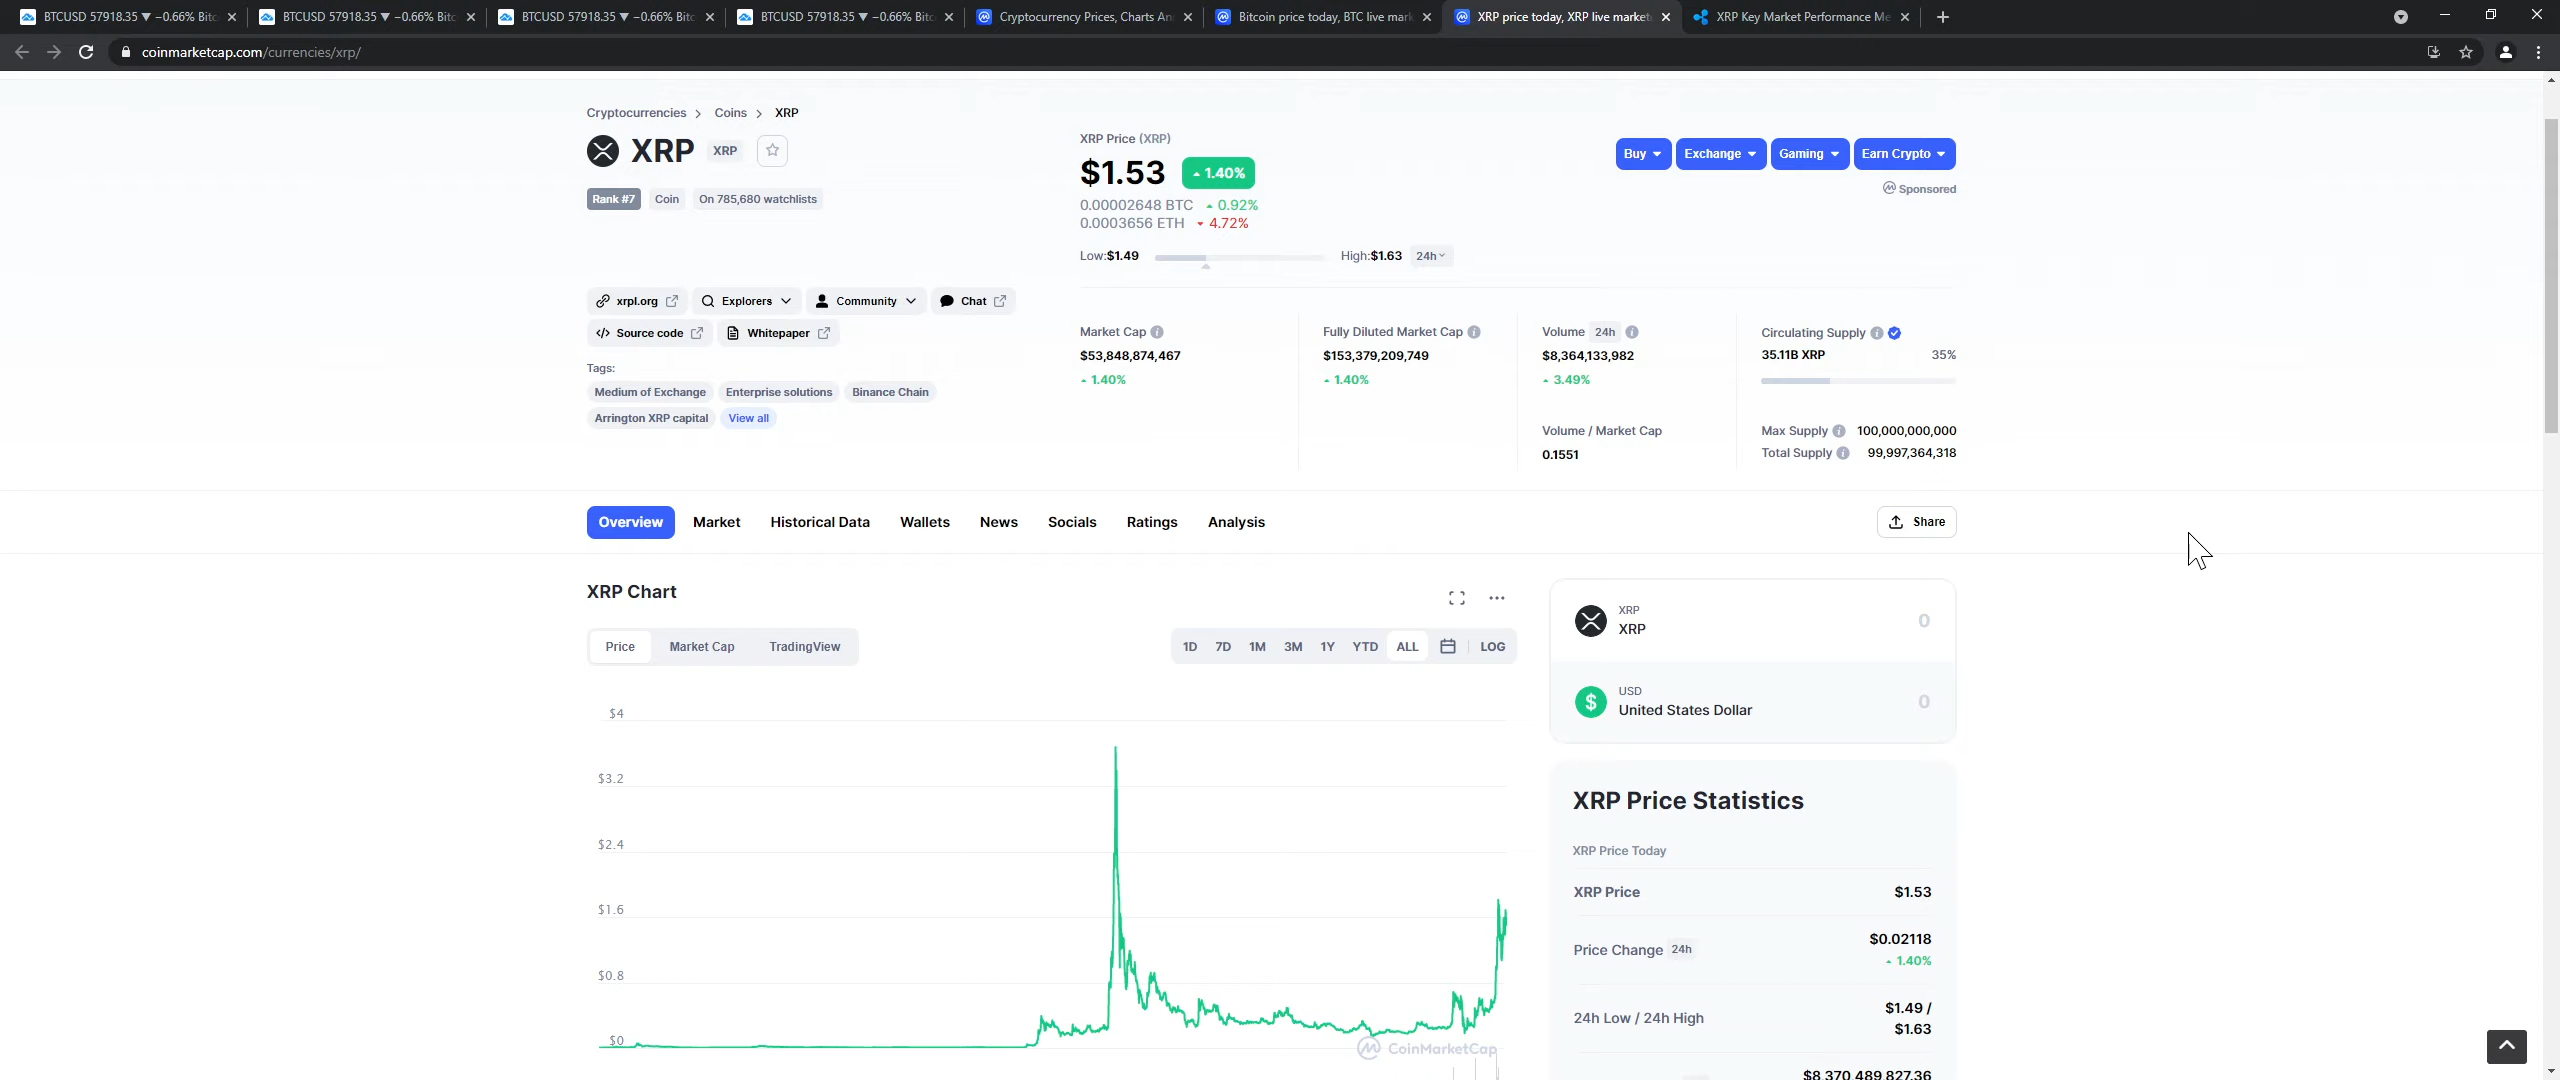 BTCUSD 57918.35 ▼ −0.66% Bitc
BTCUSD 57918.35 ▼ −0.66% Bitc
BTCUSD 57918.35 ▼ −0.66% Bitc
BTCUSD 57918.35 ▼ −0.66% Bitc
Cryptocurrency Prices, Charts An
Bitcoin price today, BTC live mark
XRP price today, XRP live market
XRP Key Market Performance Me
coinmarketcap.com/currencies/xrp/
Cryptocurrencies > Coins > XRP
XRP XRP
Rank #7 Coin On 785,680 watchlists
XRP Price (XRP)
$1.53 1.40%
0.00002648 BTC 0.92%
0.0003656 ETH 4.72%
Low:$1.49 High:$1.63 24h
Buy Exchange Gaming Earn Crypto
Sponsored
xrpl.org Explorers Community Chat
Source code Whitepaper
Tags:
Medium of Exchange Enterprise solutions Binance Chain
Arrington XRP capital View all
Market Cap
$53,848,874,467
1.40%
Fully Diluted Market Cap
$153,379,209,749
1.40%
Volume 24h
$8,364,133,982
3.49%
Volume / Market Cap
0.1551
Circulating Supply
35.11B XRP 35%
Max Supply 100,000,000,000
Total Supply 99,997,364,318
Overview Market Historical Data Wallets News Socials Ratings Analysis
Share
XRP Chart
Price Market Cap TradingView
1D 7D 1M 3M 1Y YTD ALL LOG
$4
$3.2
$2.4
$1.6
$0.8
$0
CoinMarketCap
XRP
XRP 0
USD
United States Dollar 0
XRP Price Statistics
XRP Price Today
XRP Price $1.53
Price Change 24h $0.02118
1.40%
24h Low / 24h High $1.49 /
$1.63
$8,370,489,827.36